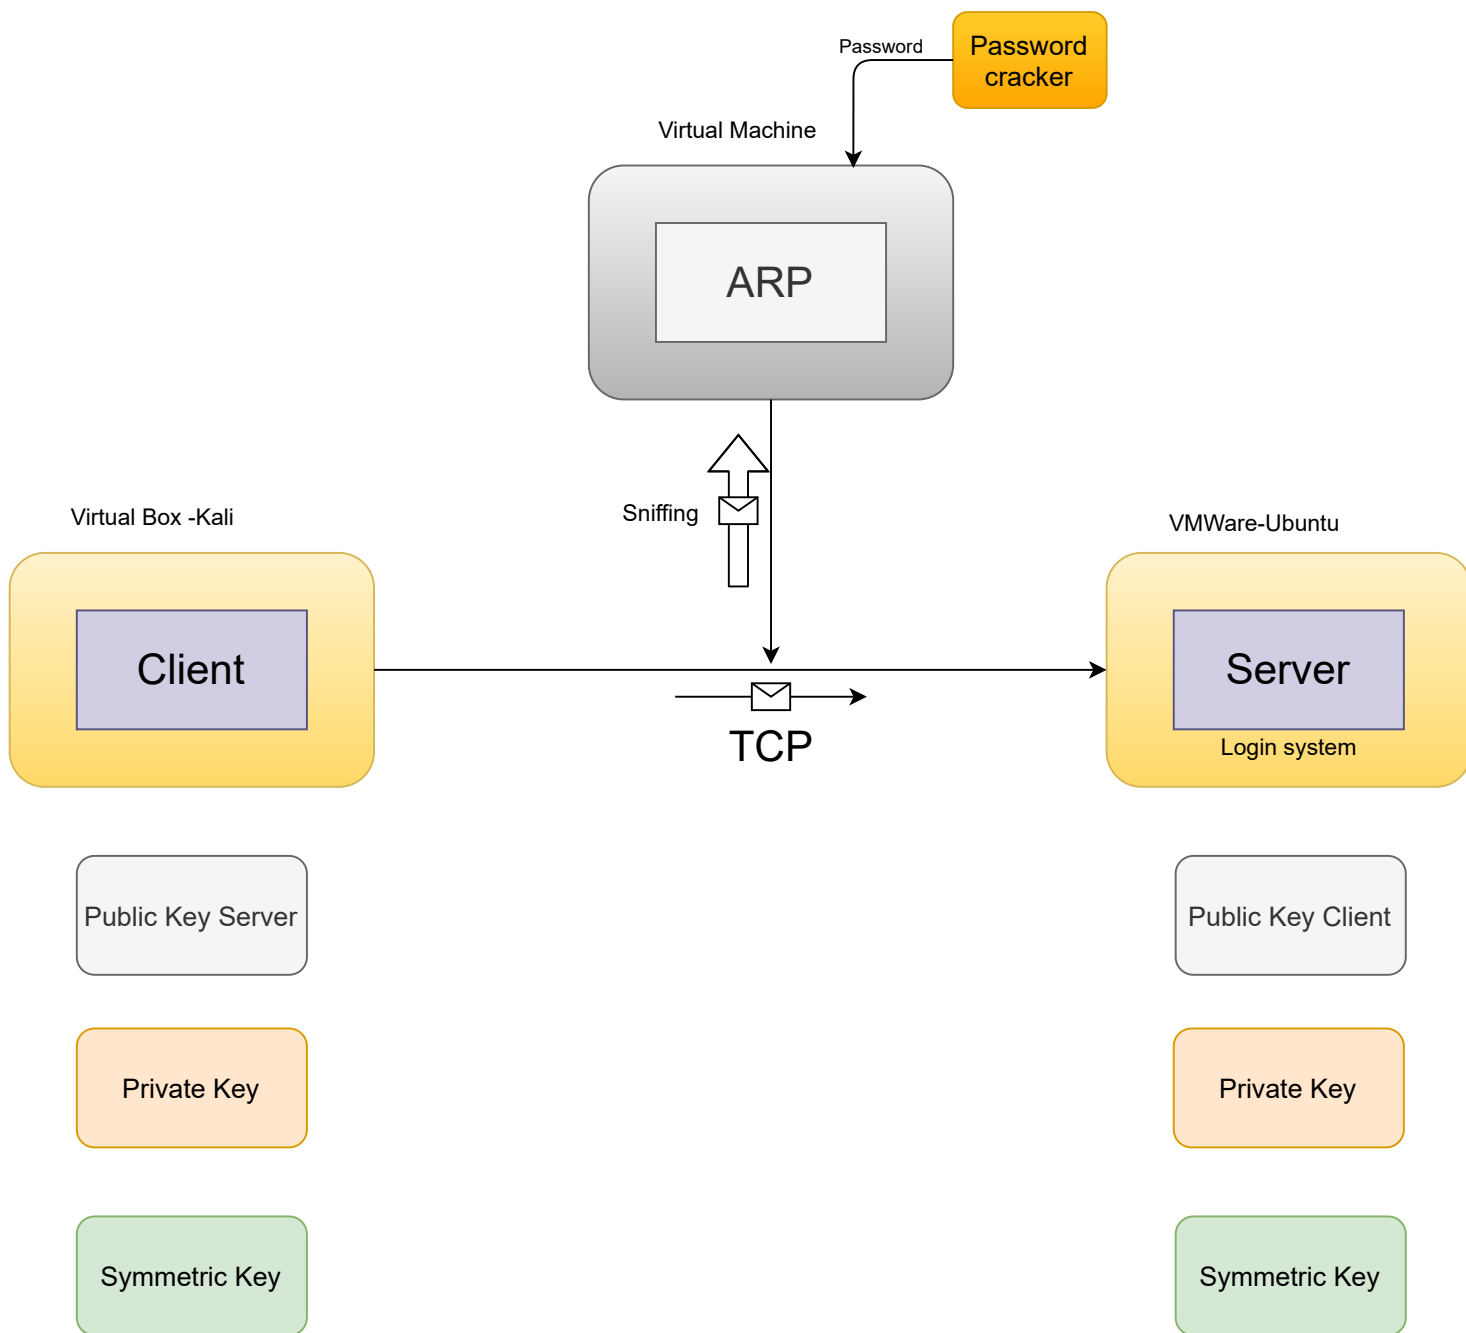 Password
Password
cracker
Virtual Machine
ARP
Sniffing
Virtual Box -Kali
VMWare-Ubuntu
Client
Server
Login system
TCP
Public Key Server
Public Key Client
Private Key
Private Key
Symmetric Key
Symmetric Key